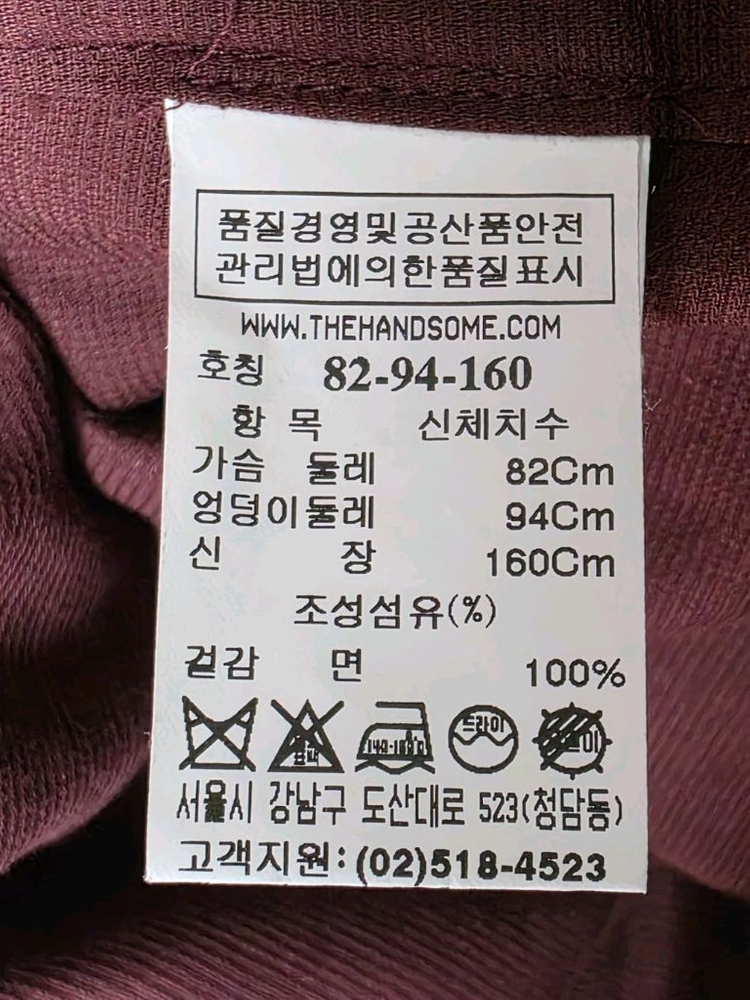 품질경영및공산품안전
관리법에의한품질표시
WWW.THEHANDSOME.COM
호칭 82-94-160
항 목 신체치수
가슴 둘레 82Cm
엉덩이둘레 94Cm
신 장 160Cm
조성섬유(%)
겉감 면 100%
드라이
서울시 강남구 도산대로 523(청담동)
고객지원:(02)518-4523